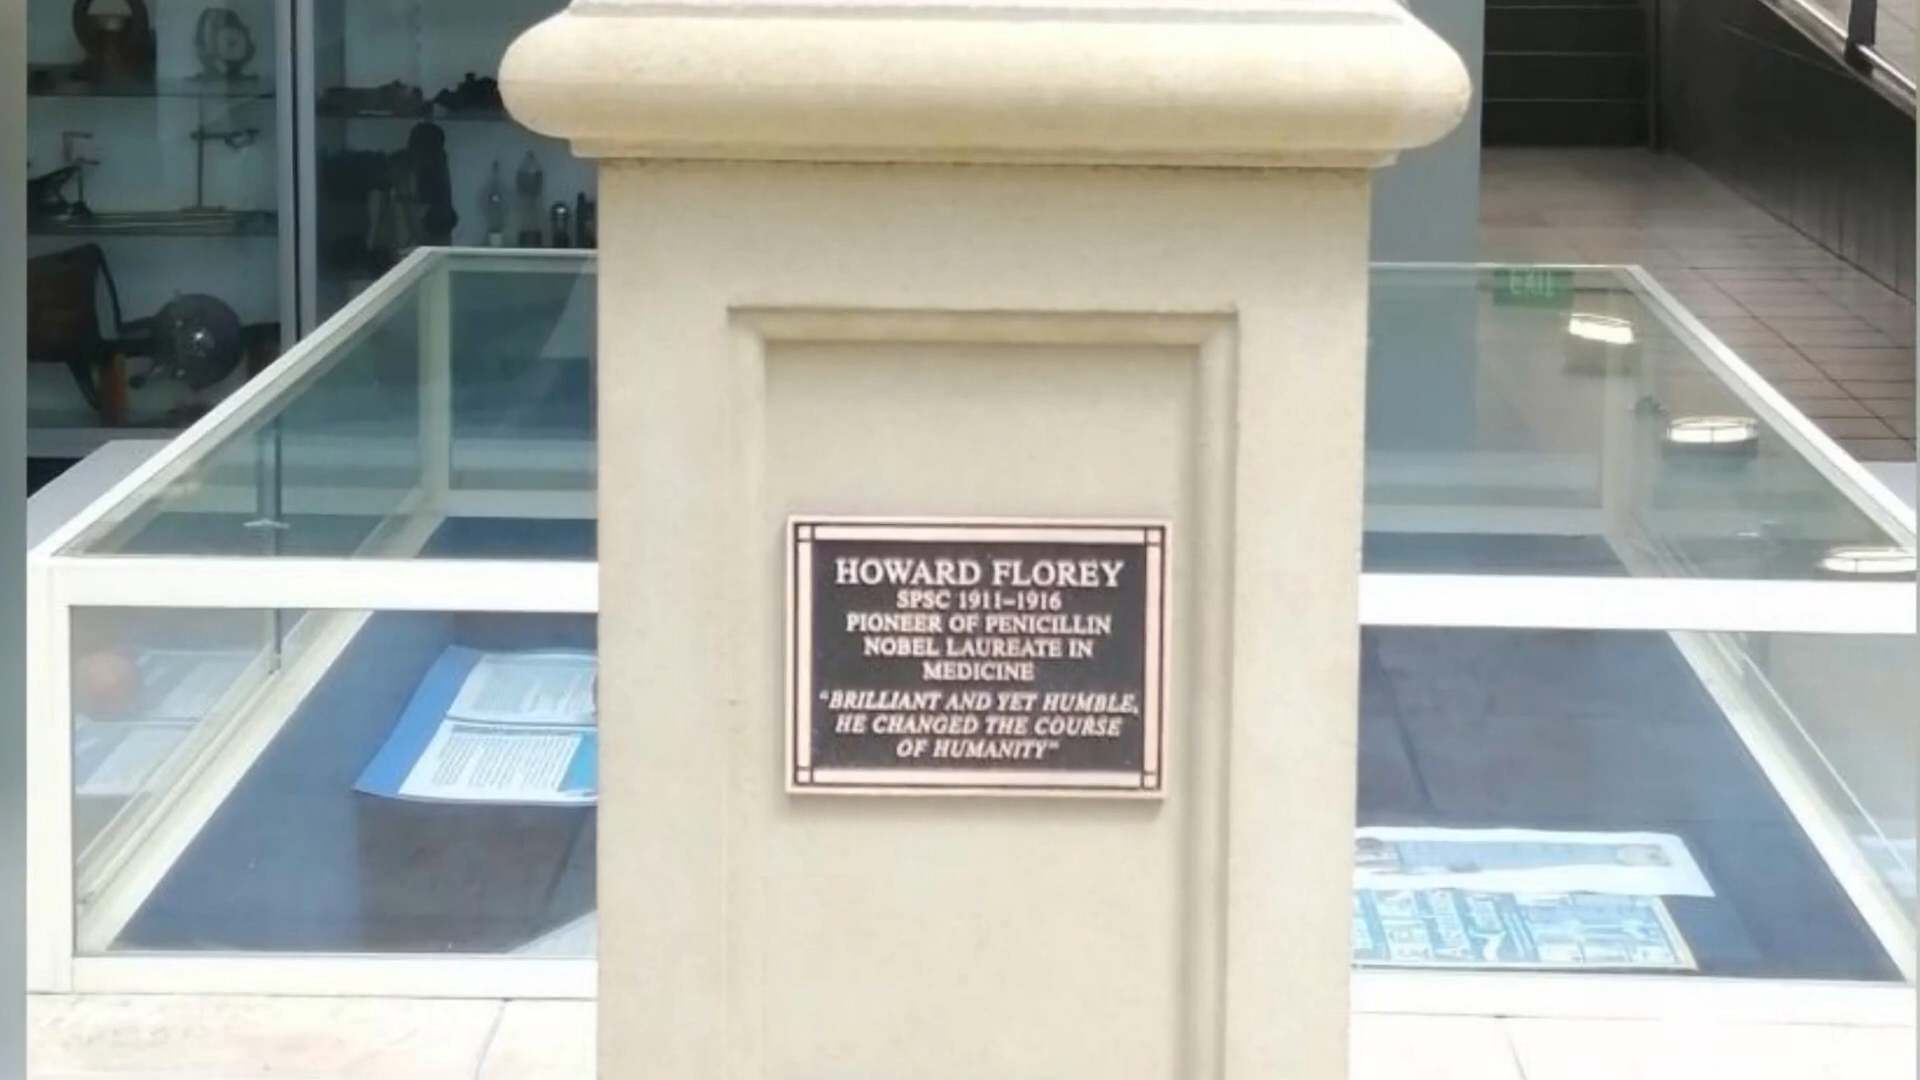 EXIT
HOWARD FLOREY
SPSC 1911–1916
PIONEER OF PENICILLIN
NOBEL LAUREATE IN
MEDICINE
"BRILLIANT AND YET HUMBLE,
HE CHANGED THE COURSE
OF HUMANITY"